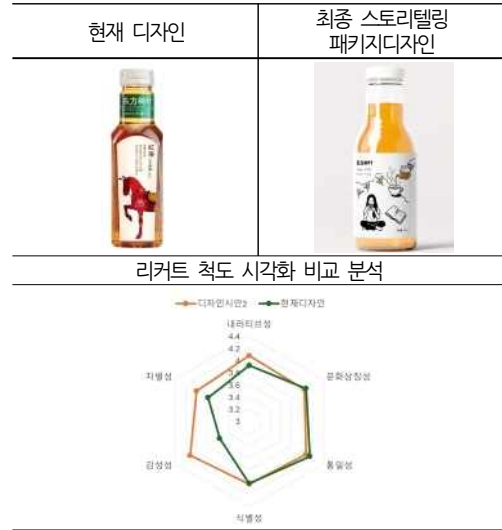 현재 디자인
최종 스토리텔링
패키지디자인
리커트 척도 시각화 비교 분석
디자인시안2
현재디자인
내러티브성
4.4
4.2
4
3.6
3.4
3.2
3
차별성
문화상징성
감성성
통일성
식별성